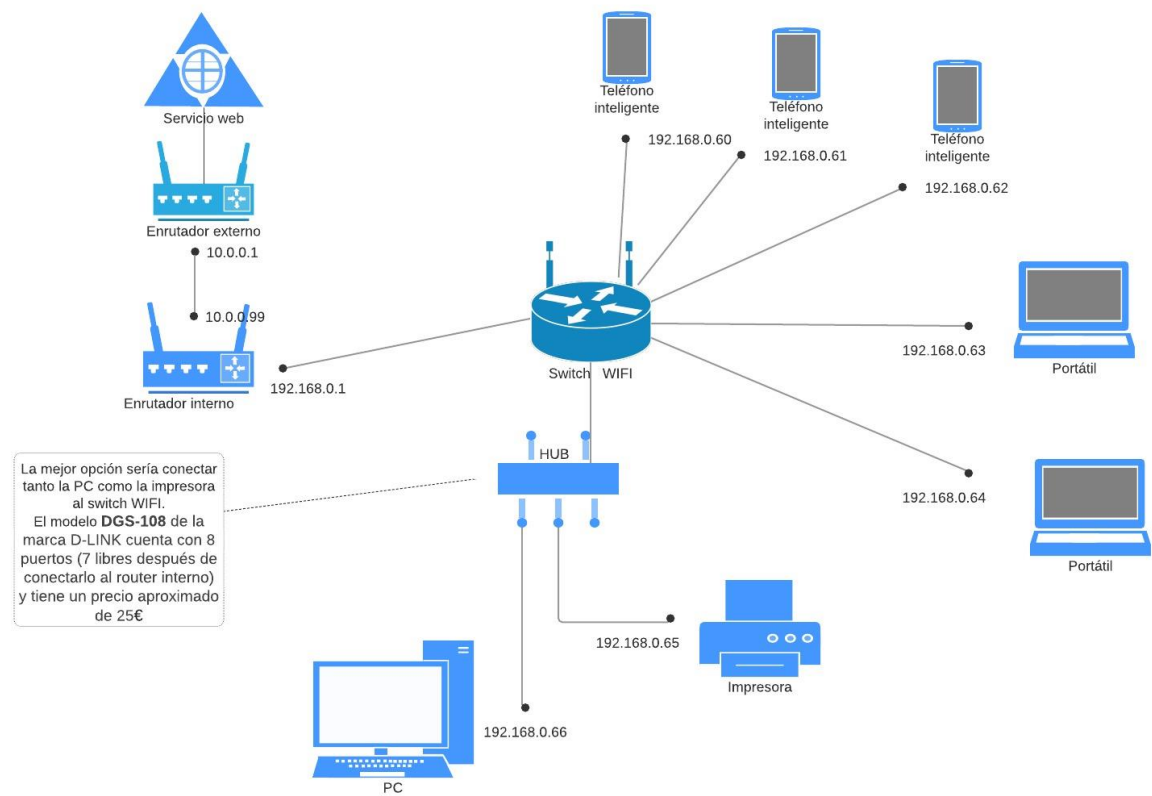 Servicio web
Enrutador externo
10.0.0.1
10.0.0.99
Enrutador interno
192.168.0.1
Teléfono
inteligente
192.168.0.60
Teléfono
inteligente
192.168.0.61
Teléfono
inteligente
192.168.0.62
Switch WIFI
192.168.0.63
Portátil
192.168.0.64
Portátil
HUB
La mejor opción sería conectar
tanto la PC como la impresora
al switch WIFI.
El modelo DGS-108 de la
marca D-LINK cuenta con 8
puertos (7 libres después de
conectarlo al router interno)
y tiene un precio aproximado
de 25€
192.168.0.65
Impresora
192.168.0.66
PC